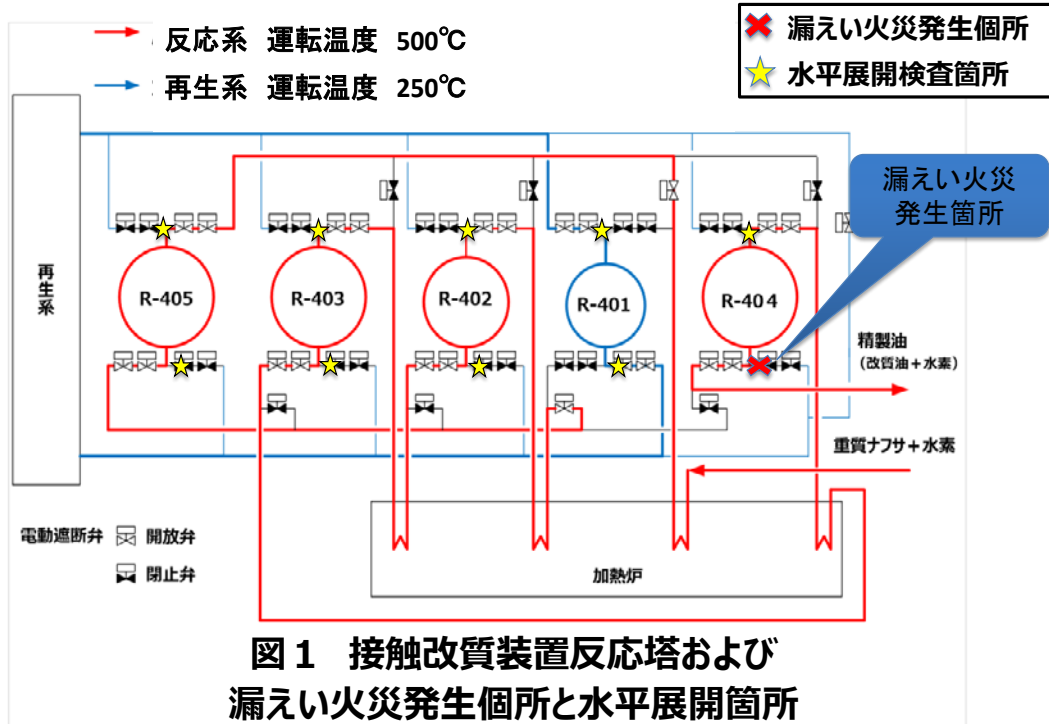 反応系 運転温度 500℃
再生系 運転温度 250℃
漏えい火災発生個所
水平展開検査箇所
漏えい火災
発生箇所
再生系
R-405
R-403
R-402
R-401
R-404
精製油
(改質油+水素)
重質ナフサ+水素
電動遮断弁 開放弁
閉止弁
加熱炉
図1 接触改質装置反応塔および
漏えい火災発生個所と水平展開箇所